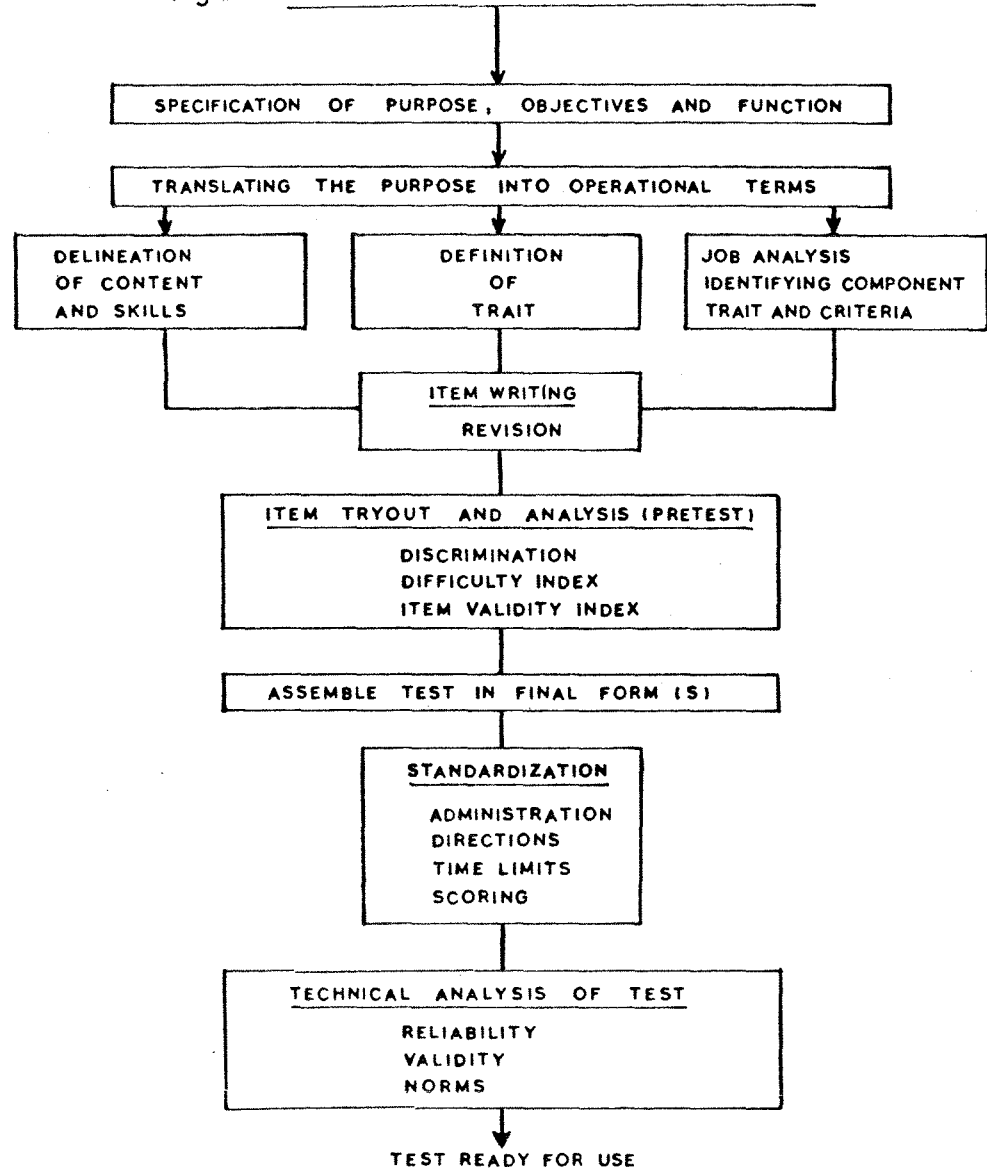 SPECIFICATION OF PURPOSE, OBJECTIVES AND FUNCTION
TRANSLATING THE PURPOSE INTO OPERATIONAL TERMS
DELINEATION
OF CONTENT
AND SKILLS
DEFINITION
OF
TRAIT
JOB ANALYSIS
IDENTIFYING COMPONENT
TRAIT AND CRITERIA
ITEM WRITING
REVISION
ITEM TRYOUT AND ANALYSIS (PRETEST)
DISCRIMINATION
DIFFICULTY INDEX
ITEM VALIDITY INDEX
ASSEMBLE TEST IN FINAL FORM (S)
STANDARDIZATION
ADMINISTRATION
DIRECTIONS
TIME LIMITS
SCORING
TECHNICAL ANALYSIS OF TEST
RELIABILITY
VALIDITY
NORMS
TEST READY FOR USE